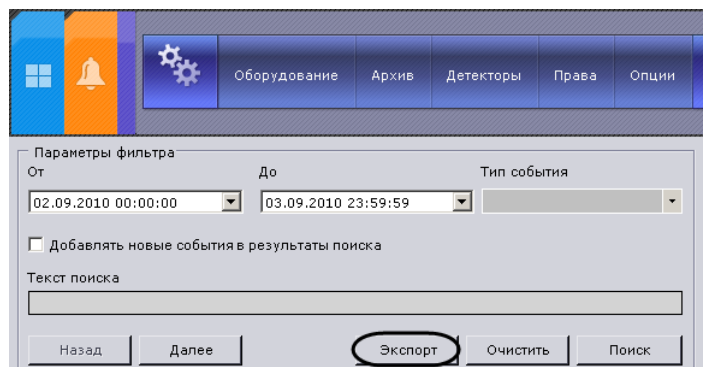 Оборудование Архив Детекторы Права Опции
Параметры фильтра
От До Тип события
02.09.2010 00:00:00 03.09.2010 23:59:59
Добавлять новые события в результаты поиска
Текст поиска
Назад Далее Экспорт Очистить Поиск